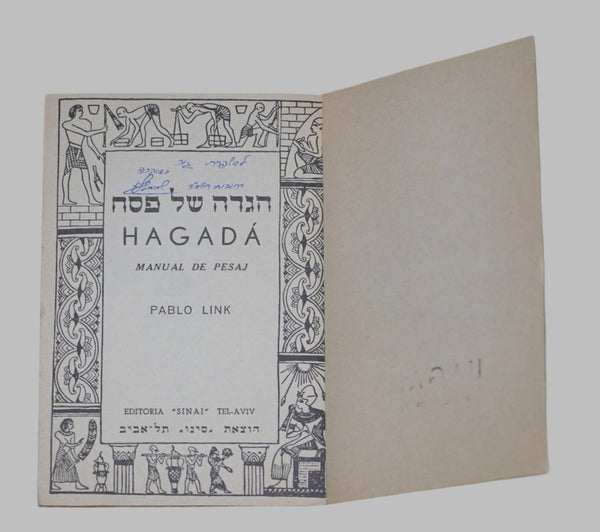 הגדה של פסח
HAGADÁ
MANUAL DE PESAJ
PABLO LINK
EDITORIA "SINAI" TEL-AVIV
הוצאת "סיני" תל־אביב